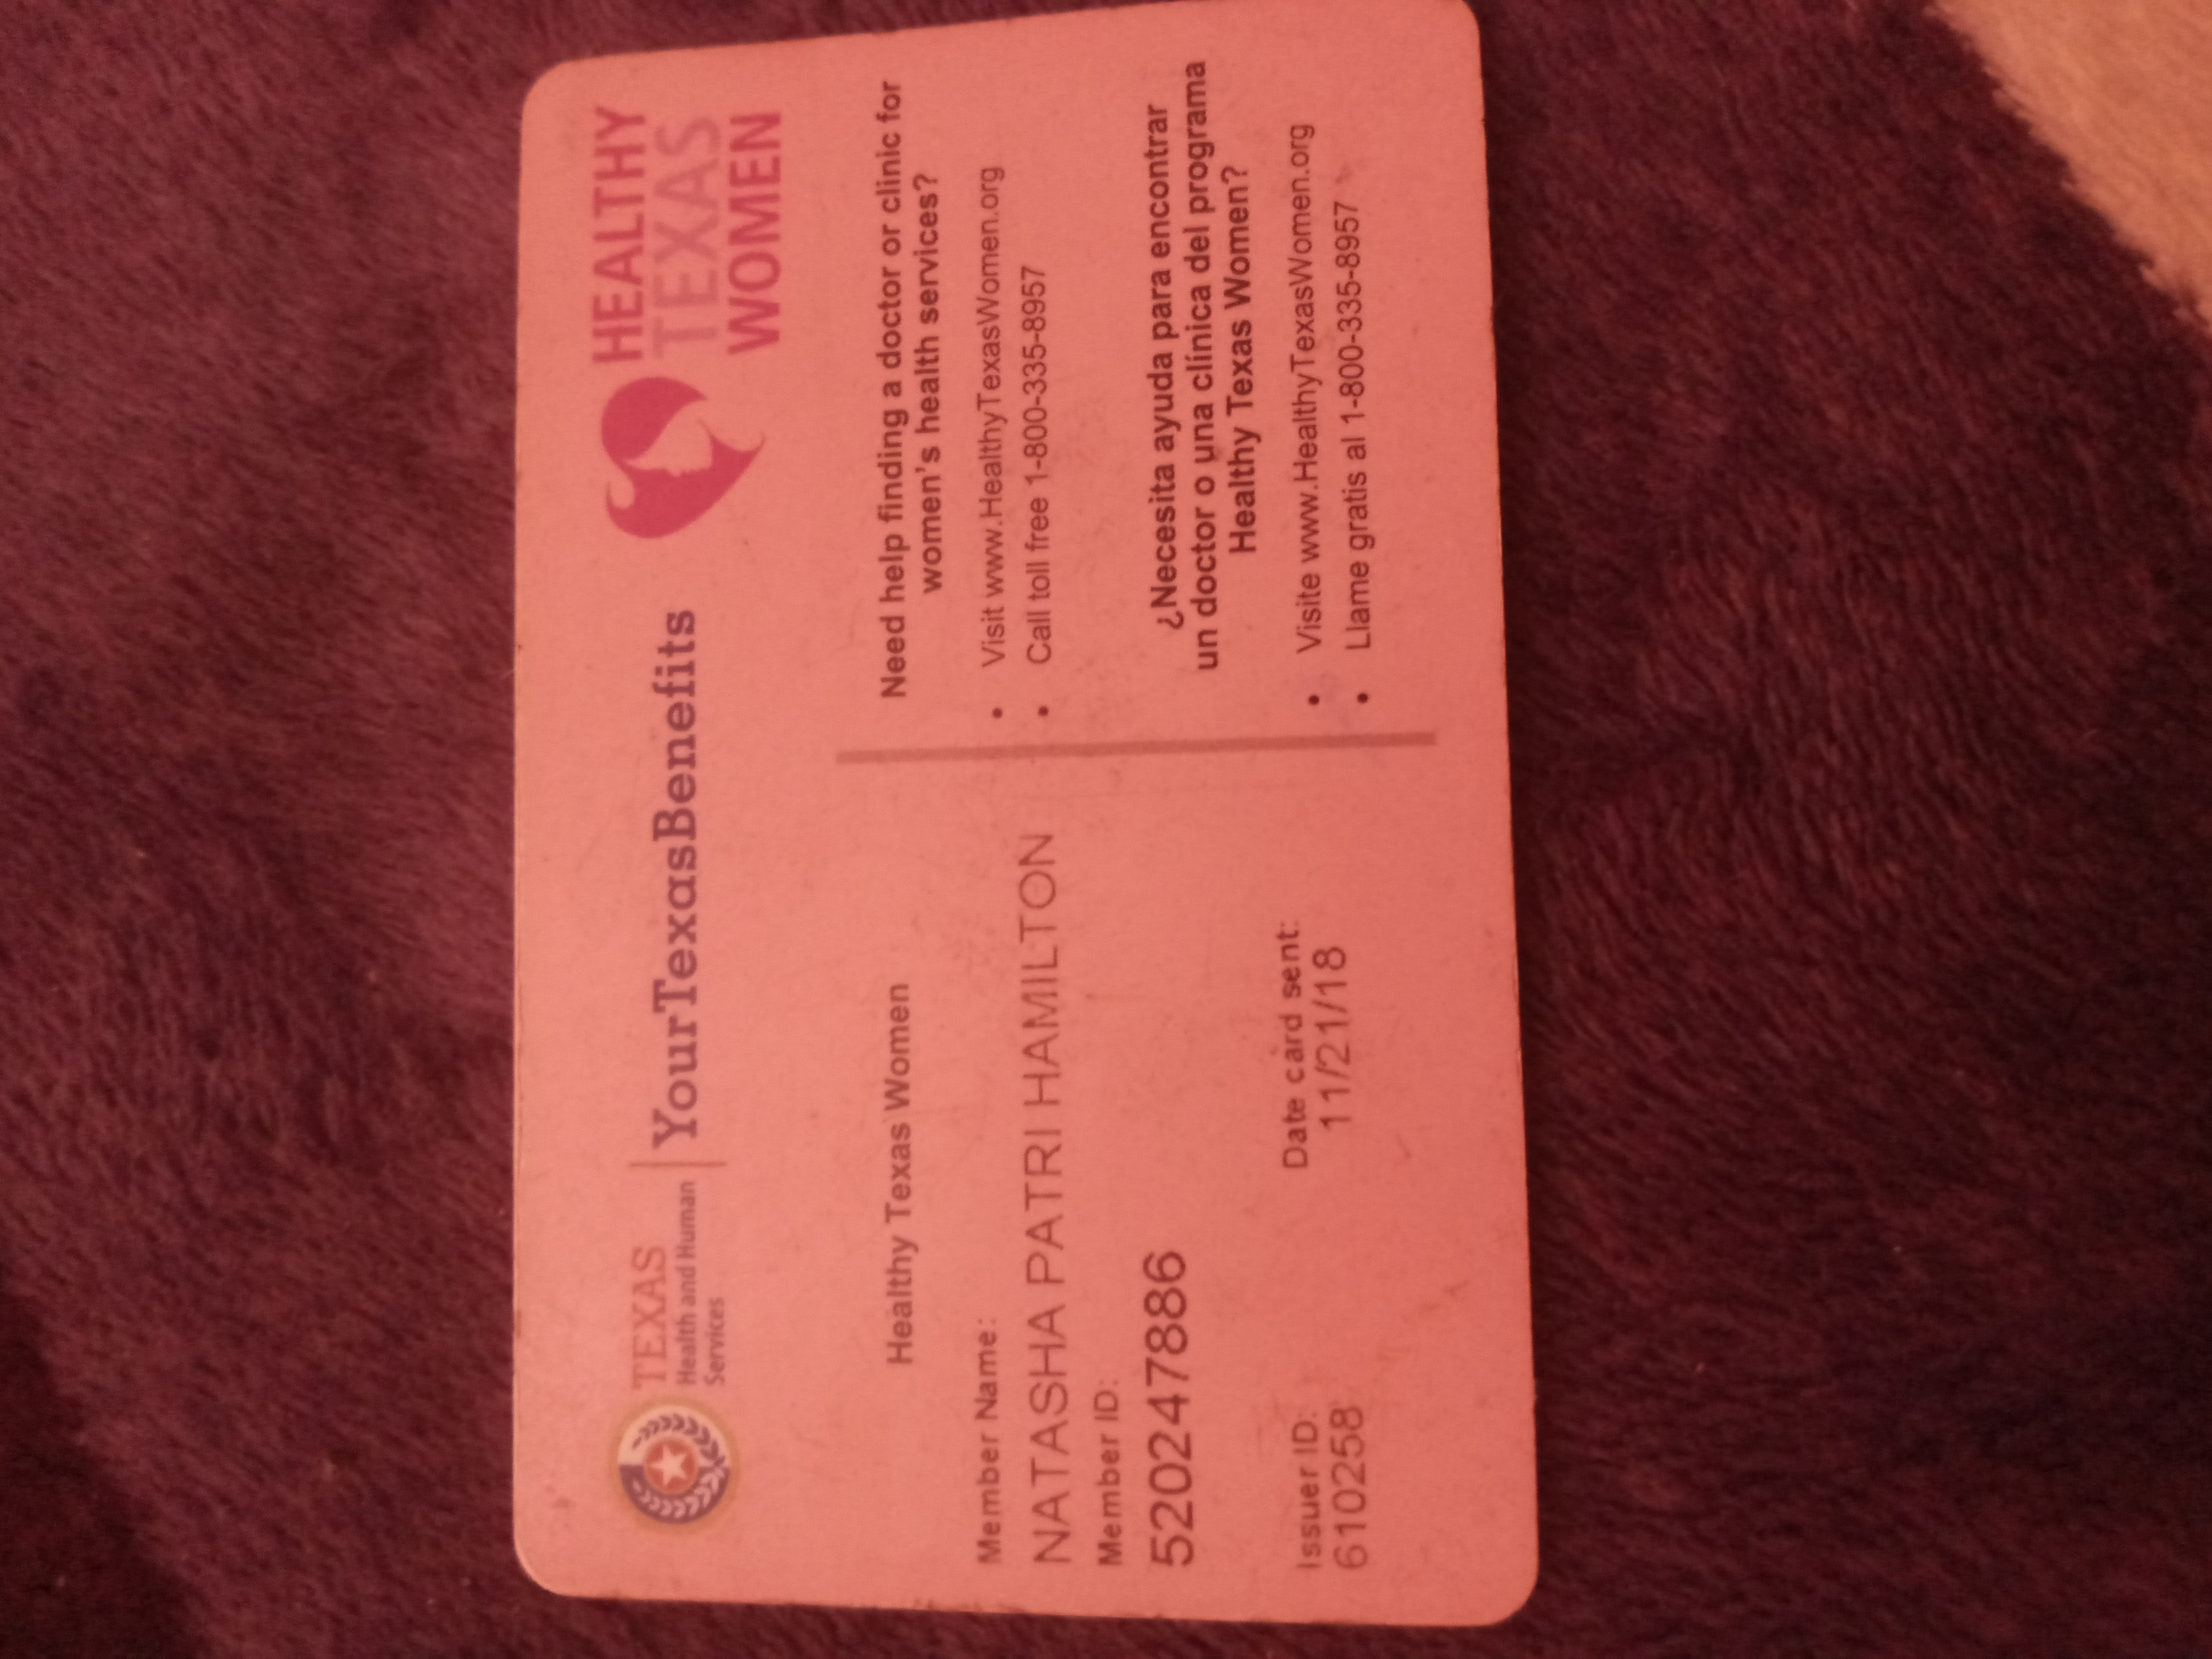 TEXAS
Health and Human
Services
YourTexasBenefits
HEALTHY
TEXAS
WOMEN
Healthy Texas Women
Member Name:
NATASHA PATRI HAMILTON
Member ID:
520247886
Issuer ID:
610258
Date card sent:
11/21/18
Need help finding a doctor or clinic for
women's health services?
• Visit www.HealthyTexasWomen.org
• Call toll free 1-800-335-8957
¿Necesita ayuda para encontrar
un doctor o una clínica del programa
Healthy Texas Women?
• Visite www.HealthyTexasWomen.org
• Llame gratis al 1-800-335-8957